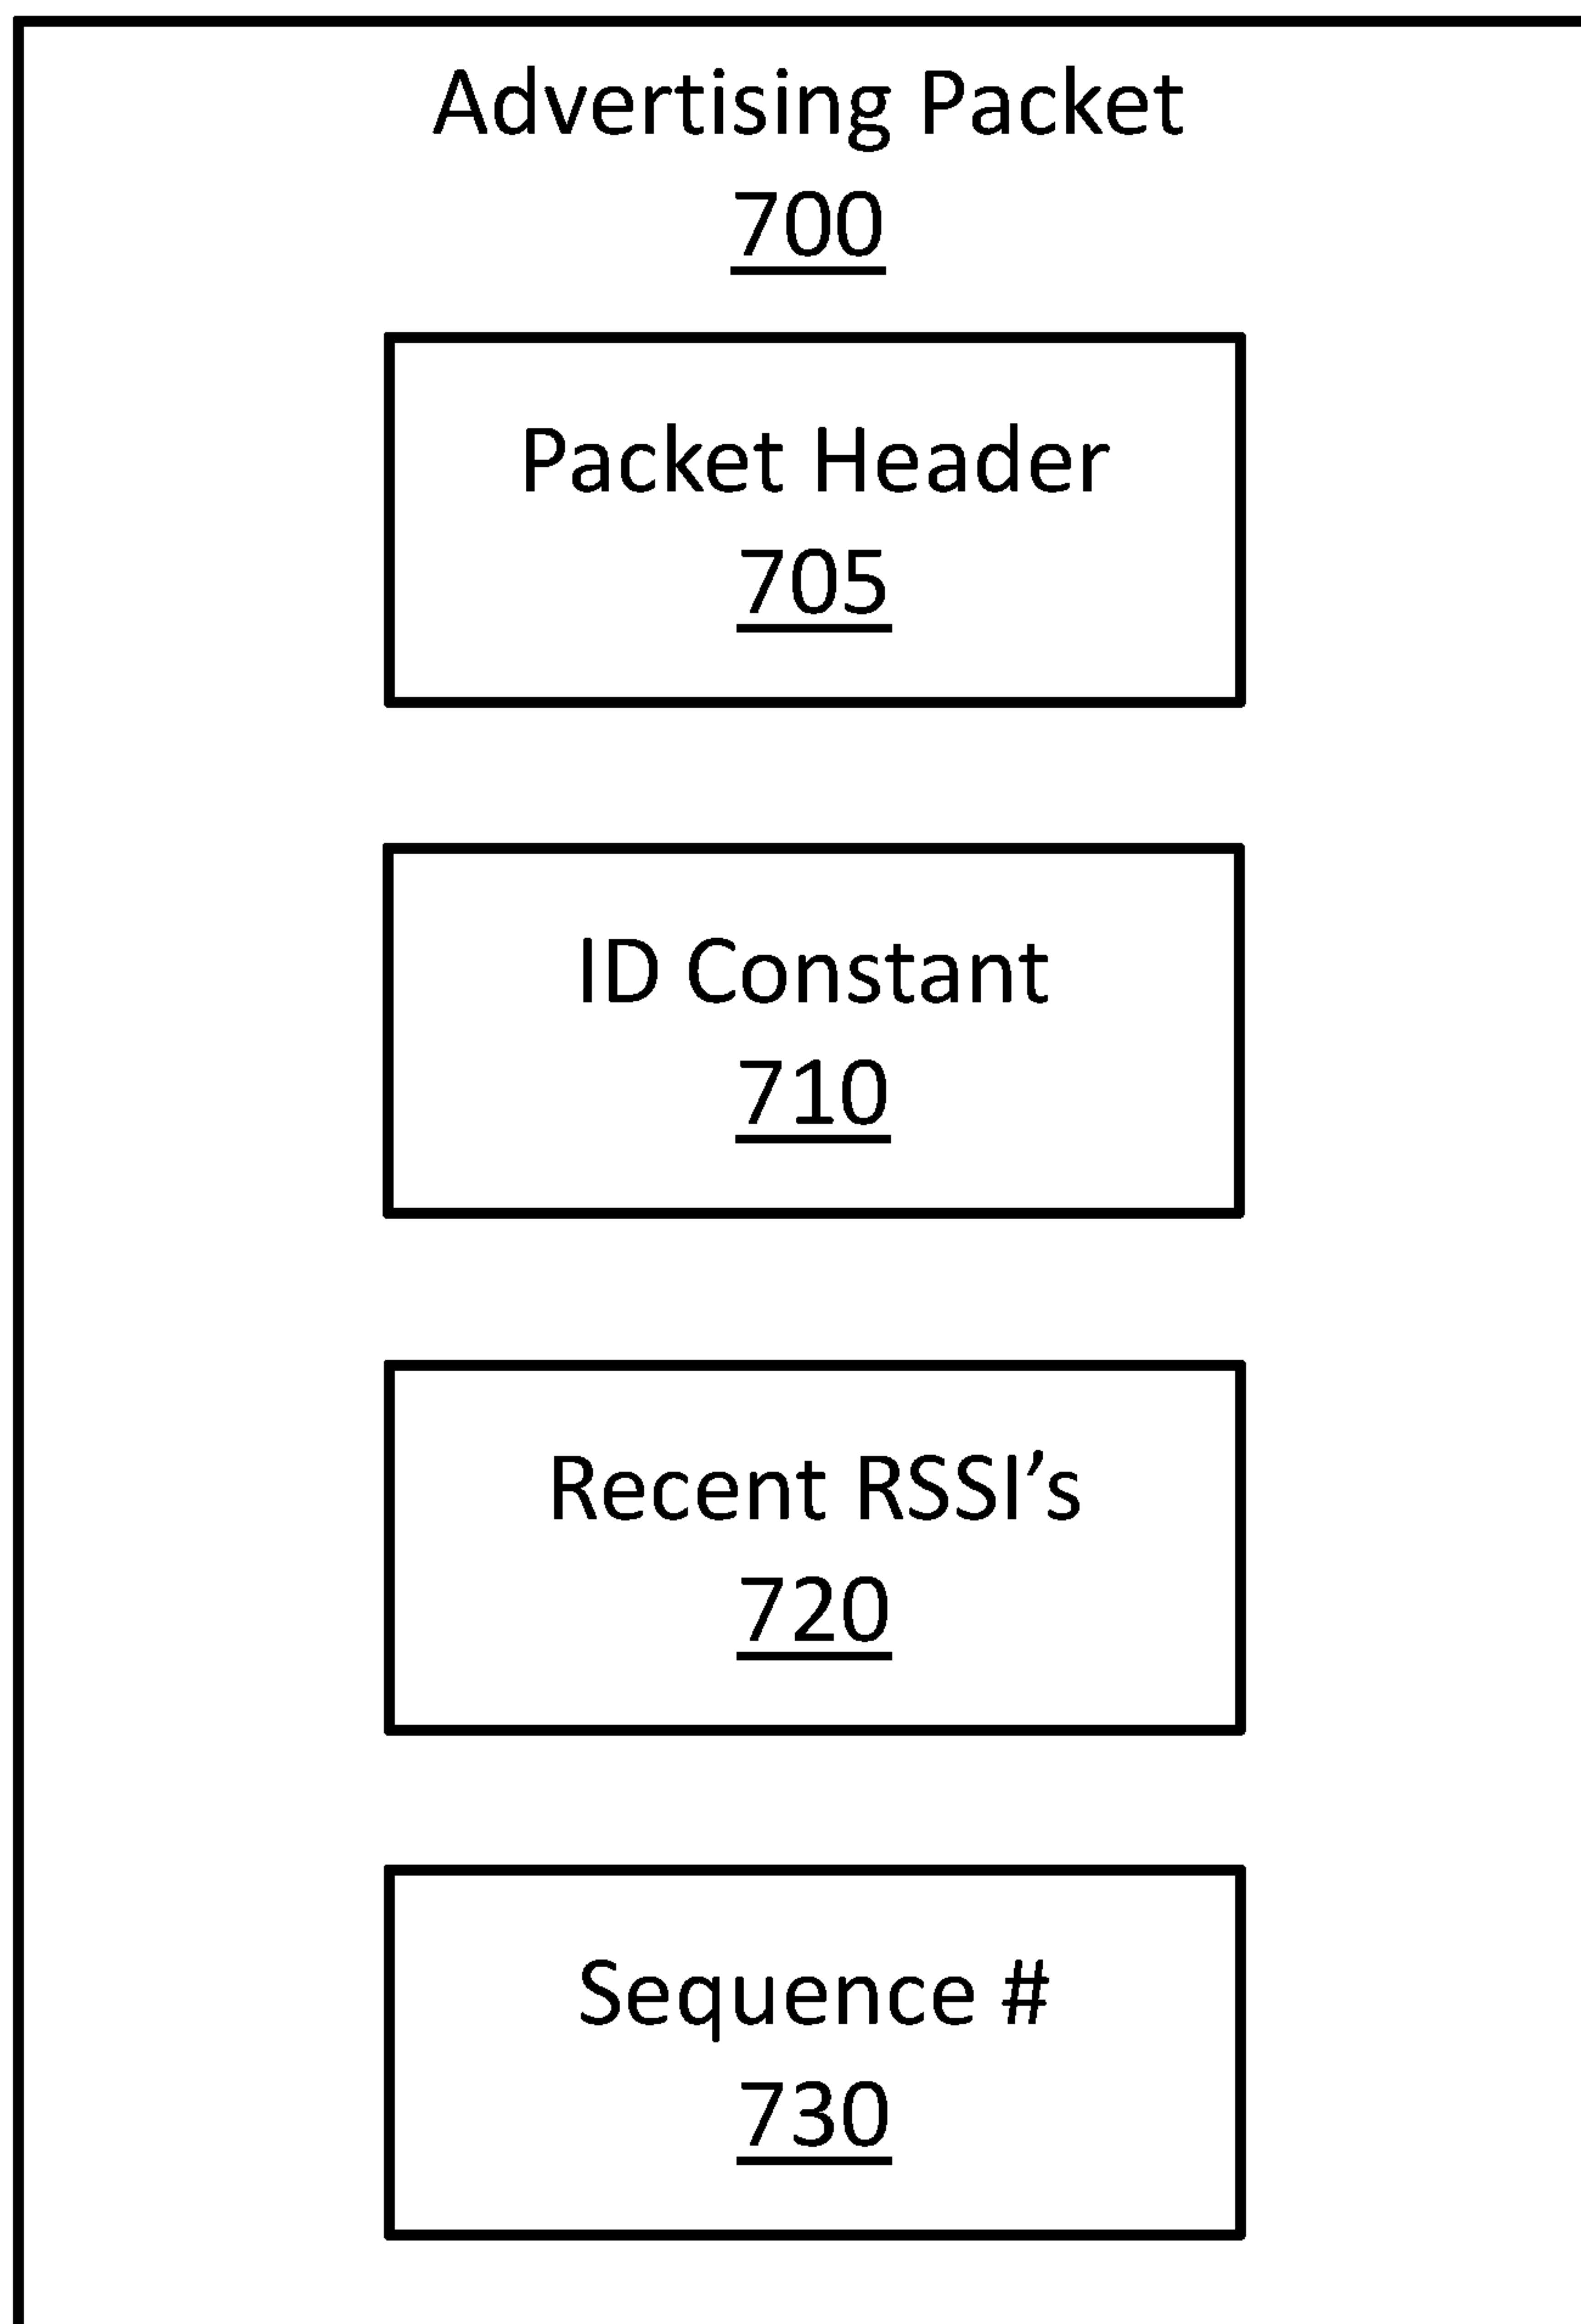 Advertising Packet
700
Packet Header
705
ID Constant
710
Recent RSSI’s
720
Sequence #
730